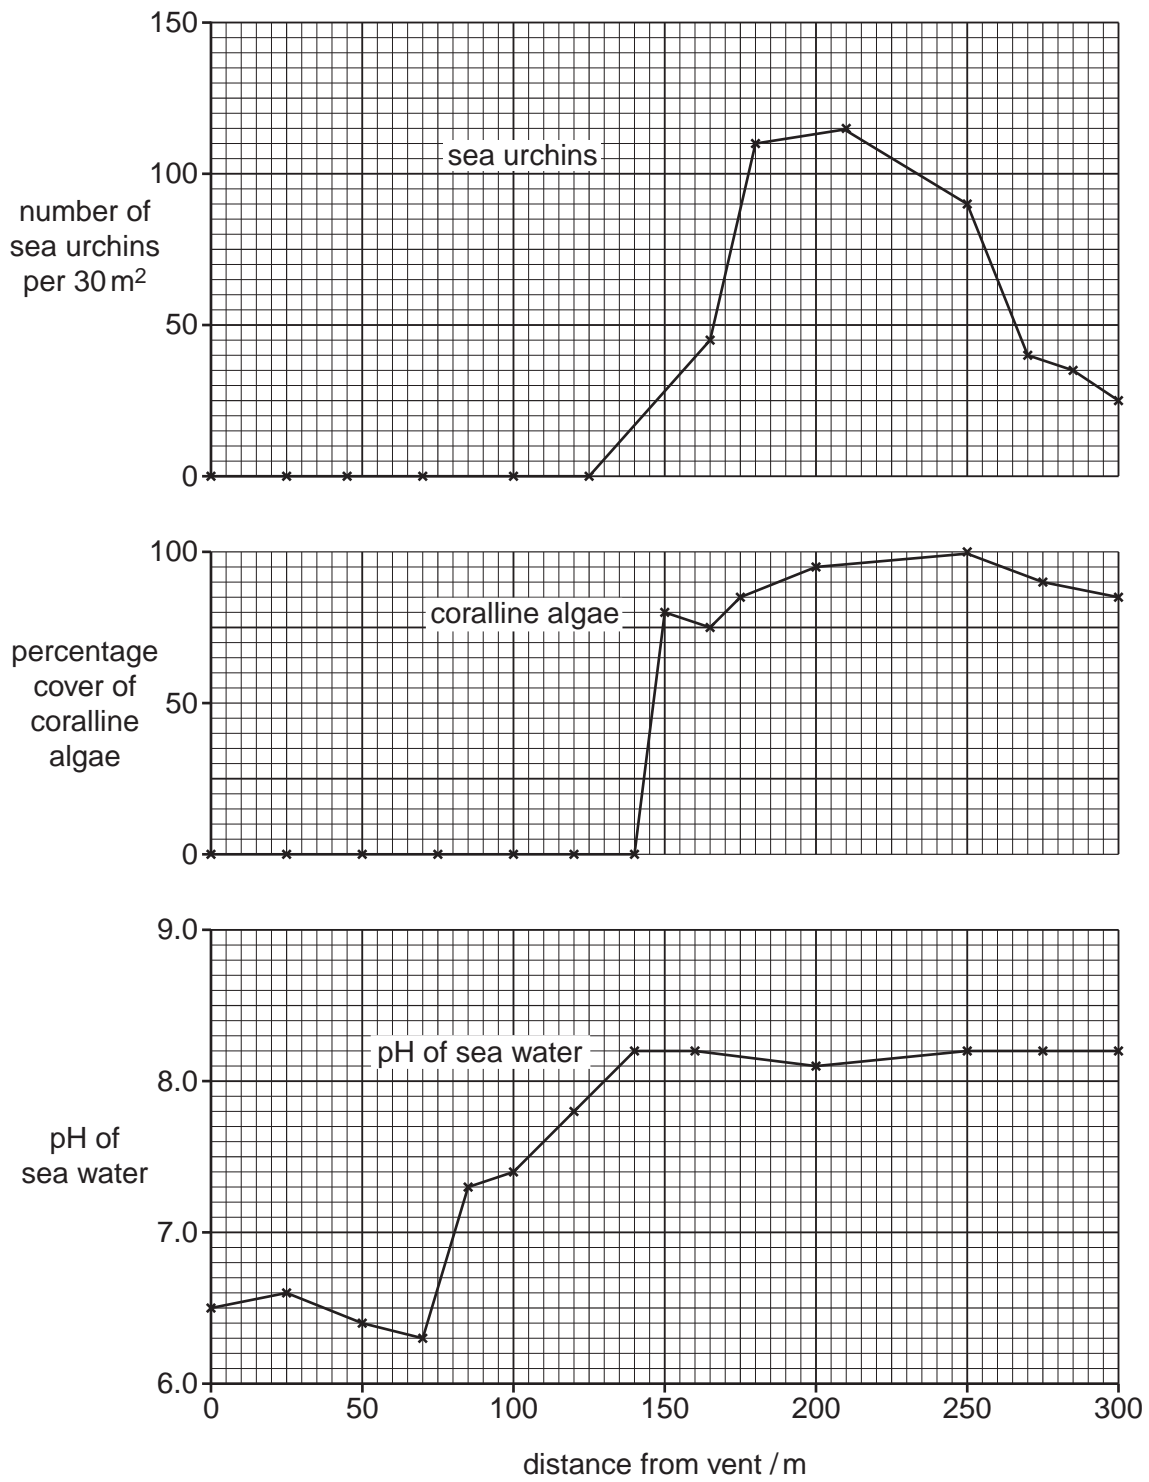 150
100
50
0
number of
sea urchins
per 30 m²
sea urchins
100
50
0
percentage
cover of
coralline
algae
coralline algae
9.0
8.0
7.0
6.0
pH of
sea water
pH of sea water
0 50 100 150 200 250 300
distance from vent / m